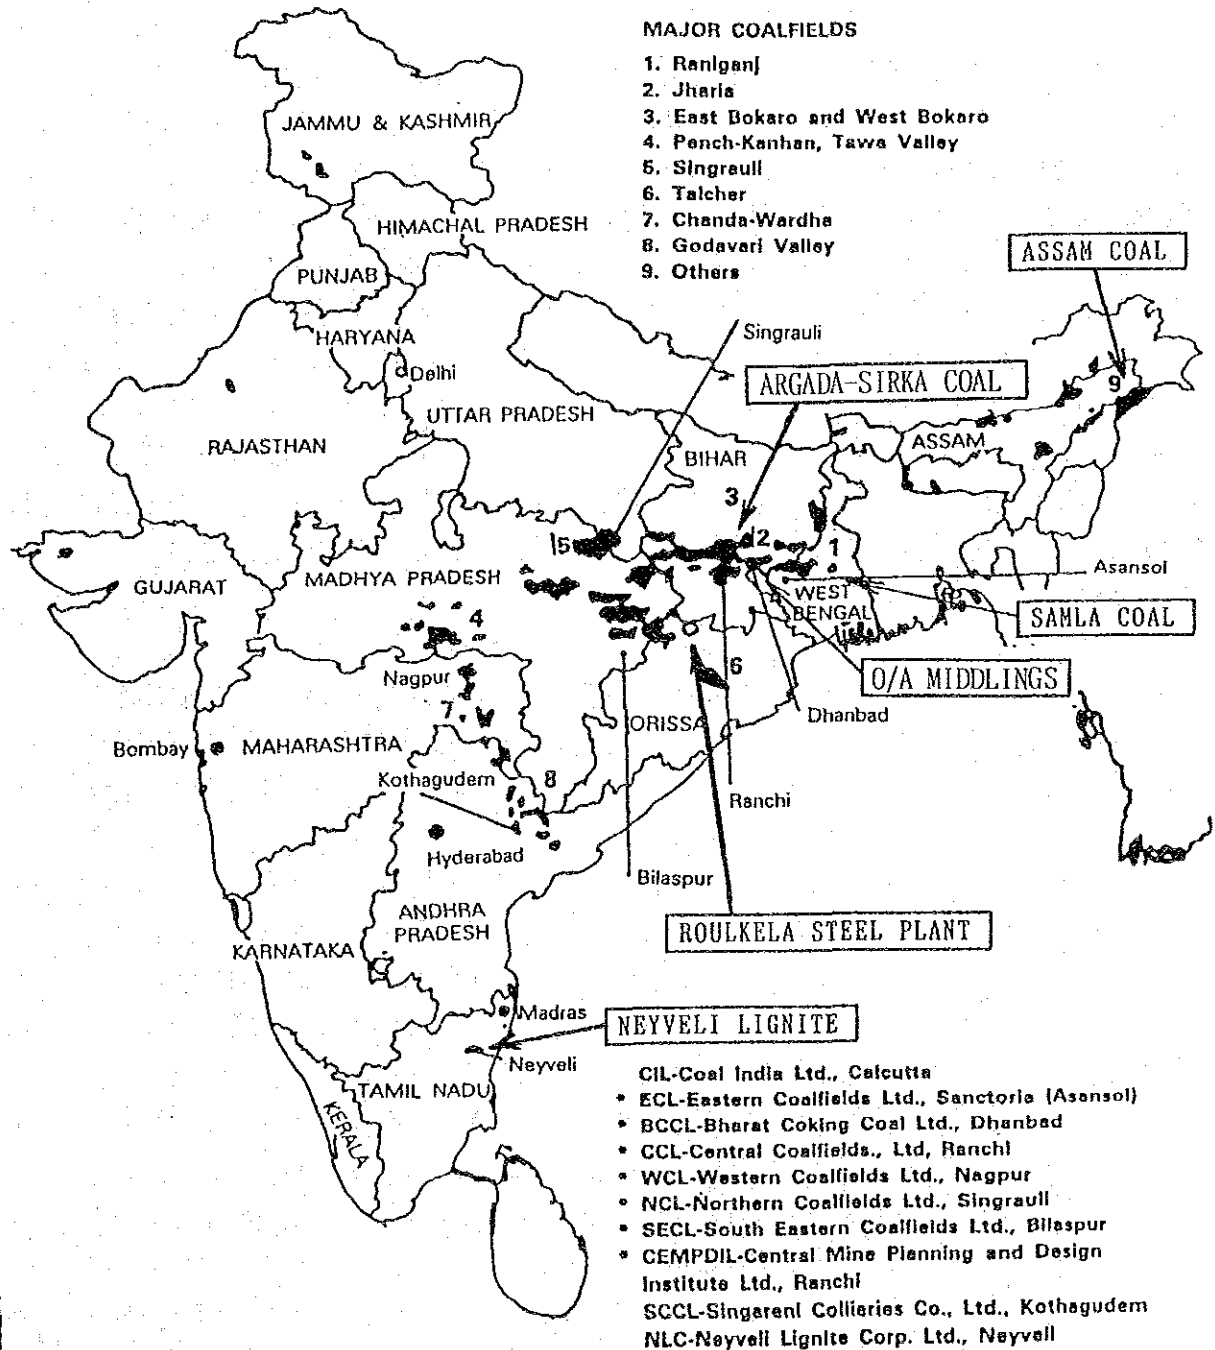 MAJOR COALFIELDS
1. Raniganj
2. Jharia
3. East Bokaro and West Bokaro
4. Pench-Kanhan, Tawa Valley
5. Singrauli
6. Talcher
7. Chanda-Wardha
8. Godavari Valley
9. Others
JAMMU & KASHMIR
HIMACHAL PRADESH
PUNJAB
HARYANA
Delhi
UTTAR PRADESH
RAJASTHAN
Singrauli
ASSAM COAL
ARGADA-SIRKA COAL
9
ASSAM
BIHAR
3
5
2
1
GUJARAT
MADHYA PRADESH
Asansol
WEST
BENGAL
SAMLA COAL
4
6
O/A MIDDLINGS
Nagpur
7
Dhanbad
ORISSA
Bombay
MAHARASHTRA
Kothagudem
8
Ranchi
Hyderabad
Bilaspur
ANDHRA
PRADESH
ROULKELA STEEL PLANT
KARNATAKA
Madras
NEYVELI LIGNITE
Neyveli
TAMIL NADU
KERALA
CIL-Coal India Ltd., Calcutta
• ECL-Eastern Coalfields Ltd., Sanctoria (Asansol)
• BCCL-Bharat Coking Coal Ltd., Dhanbad
• CCL-Central Coalfields., Ltd, Ranchi
• WCL-Western Coalfields Ltd., Nagpur
• NCL-Northern Coalfields Ltd., Singrauli
• SECL-South Eastern Coalfields Ltd., Bilaspur
• CEMPDIL-Central Mine Planning and Design
Institute Ltd., Ranchi
SCCL-Singareni Collieries Co., Ltd., Kothagudem
NLC-Neyveli Lignite Corp. Ltd., Neyveli